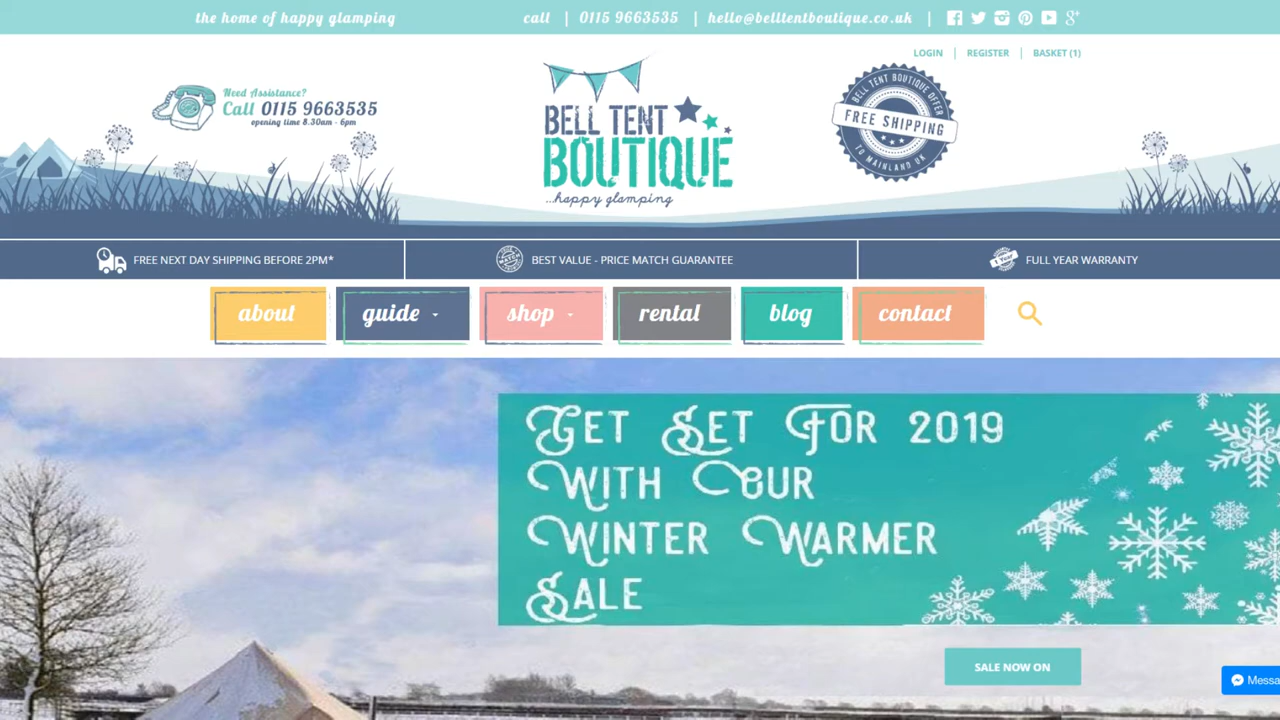 the home of happy glamping
call | 0115 9663535 | hello@belltentboutique.co.uk |
LOGIN | REGISTER | BASKET (1)
Need Assistance?
Call 0115 9663535
opening time 8.30am - 6pm
BELL TENT
BOUTIQUE
...happy glamping
BELL TENT BOUTIQUE OFFER
FREE SHIPPING
TO MAINLAND UK
FREE NEXT DAY SHIPPING BEFORE 2PM*
BEST VALUE - PRICE MATCH GUARANTEE
FULL YEAR WARRANTY
about guide shop rental blog contact
GET SET FOR 2019
WITH OUR
WINTER WARMER
SALE
SALE NOW ON
Messa